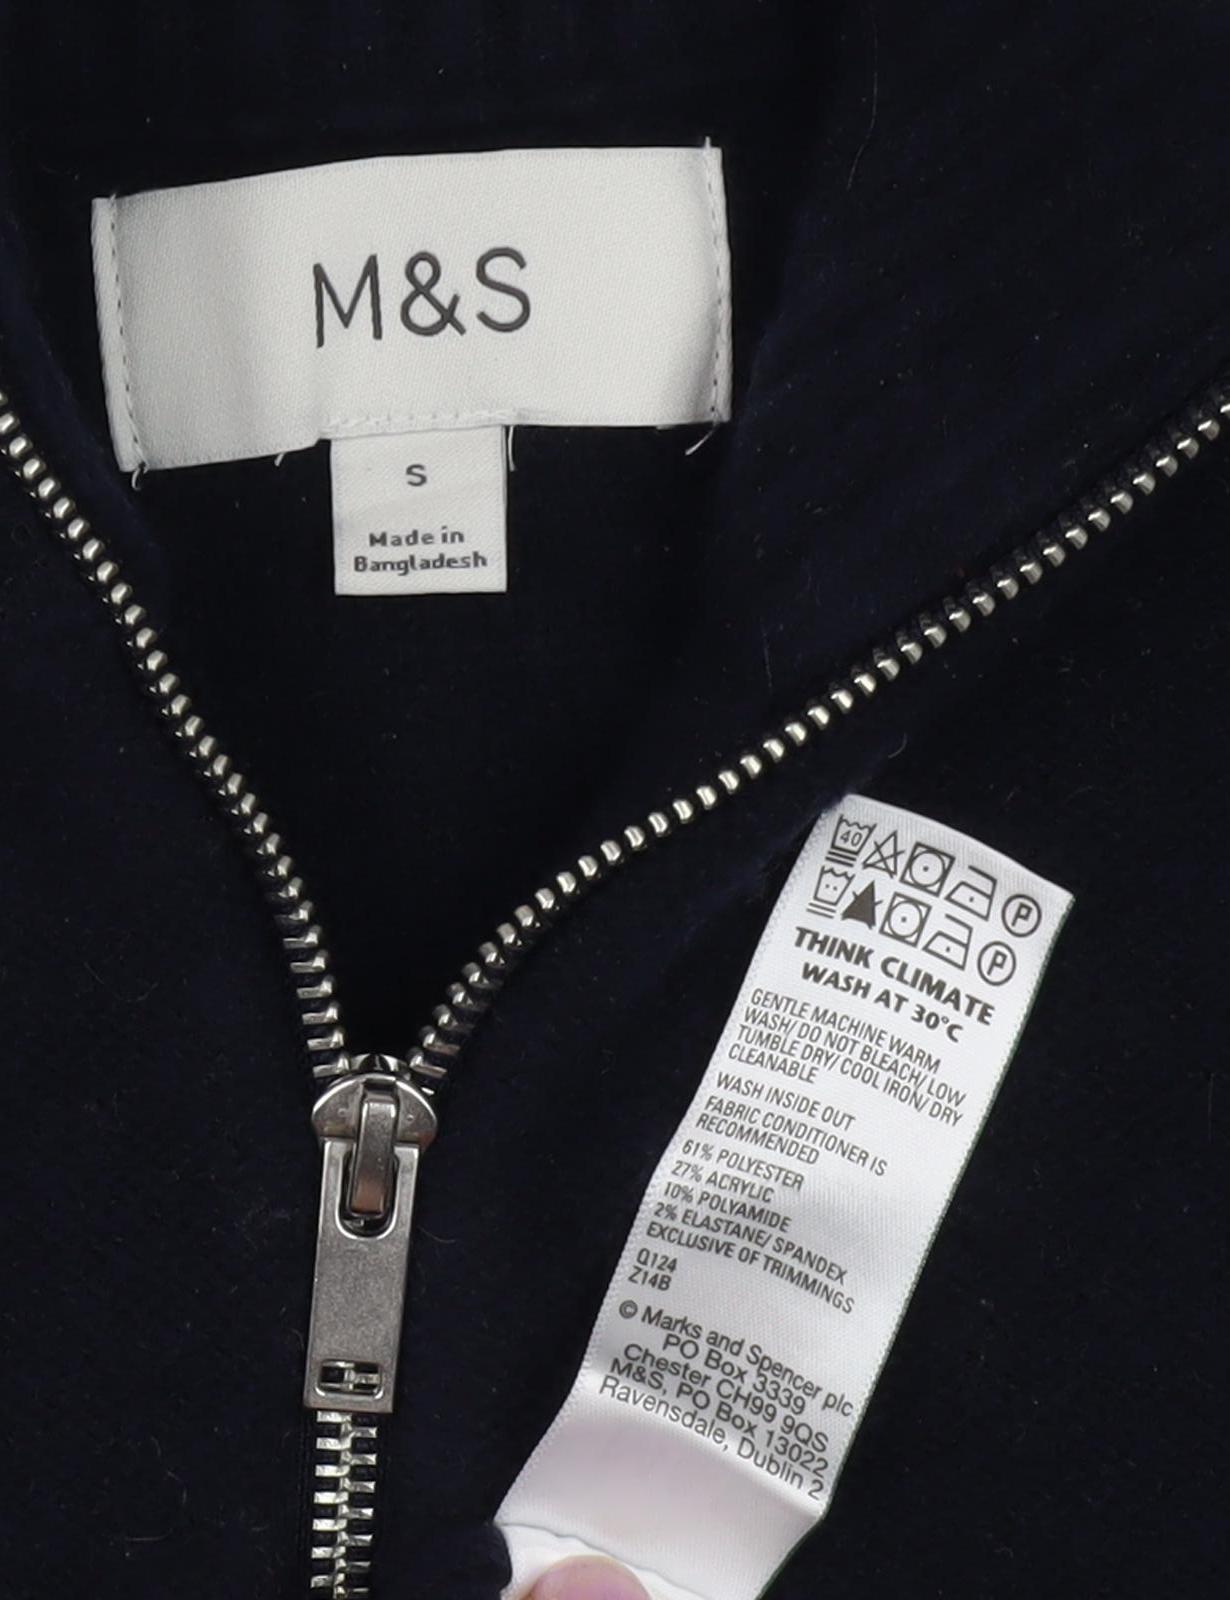 M&S
S
Made in
Bangladesh
40
P
P
THINK CLIMATE
WASH AT 30°C
GENTLE MACHINE WARM
WASH/ DO NOT BLEACH/ LOW
TUMBLE DRY/ COOL IRON/ DRY
CLEANABLE
WASH INSIDE OUT
FABRIC CONDITIONER IS
RECOMMENDED
61% POLYESTER
27% ACRYLIC
10% POLYAMIDE
2% ELASTANE/ SPANDEX
EXCLUSIVE OF TRIMMINGS
Q124
Z14B
© Marks and Spencer plc
PO Box 3339
Chester CH99 9QS
M&S, PO Box 13022
Ravensdale, Dublin 2